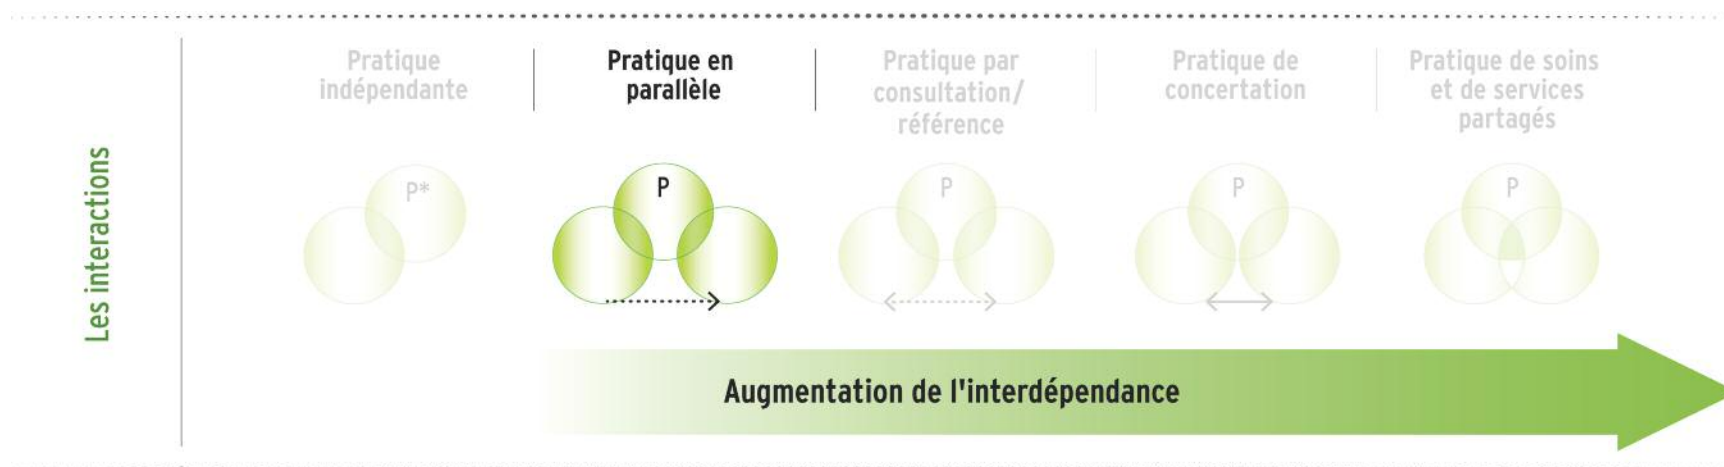 Les interactions
Pratique
indépendante
Pratique en
parallèle
Pratique par
consultation/
référence
Pratique de
concertation
Pratique de soins
et de services
partagés
P*
P
P
P
P
Augmentation de l'interdépendance